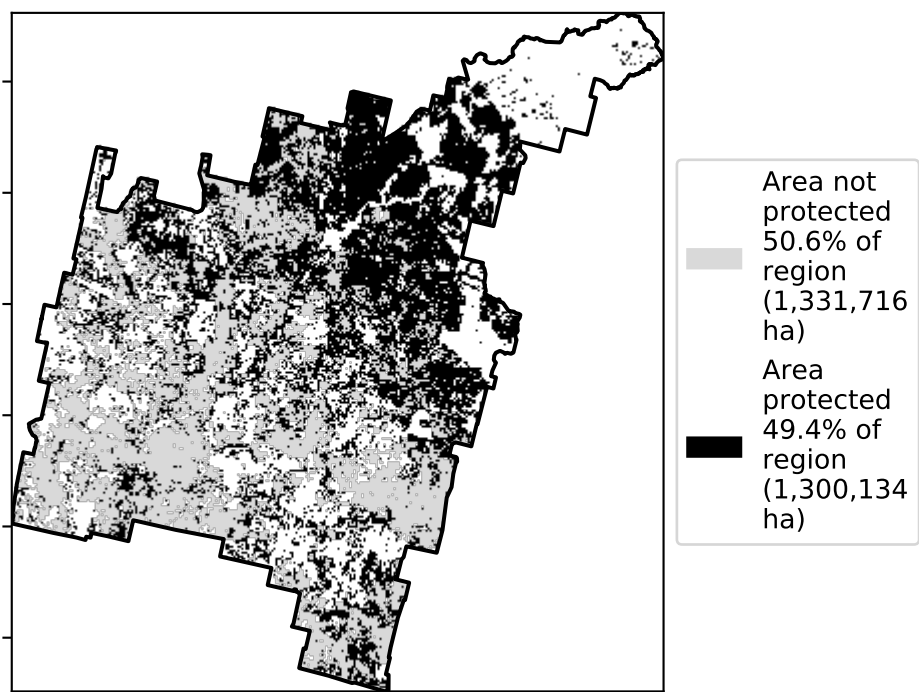 Area not
protected
50.6% of
region
(1,331,716
ha)
Area
protected
49.4% of
region
(1,300,134
ha)